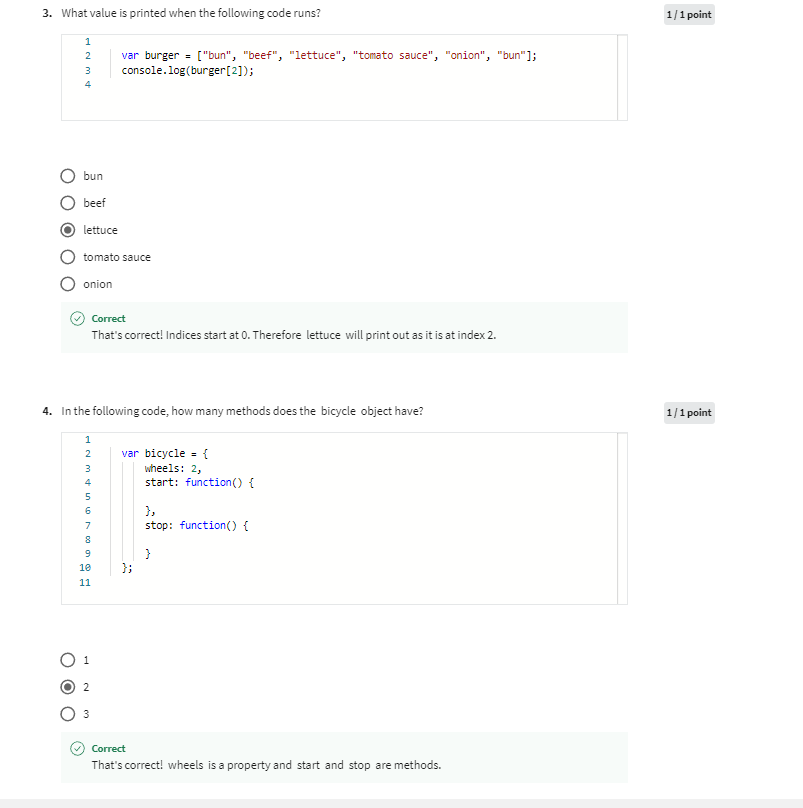 3. What value is printed when the following code runs?
1 / 1 point
1
2 var burger = ["bun", "beef", "lettuce", "tomato sauce", "onion", "bun"];
3 console.log(burger[2]);
4
bun
beef
lettuce
tomato sauce
onion
Correct
That's correct! Indices start at 0. Therefore lettuce will print out as it is at index 2.
4. In the following code, how many methods does the bicycle object have?
1 / 1 point
1
2 var bicycle = {
3 wheels: 2,
4 start: function() {
5
6 },
7 stop: function() {
8
9 }
10 };
11
1
2
3
Correct
That's correct! wheels is a property and start and stop are methods.